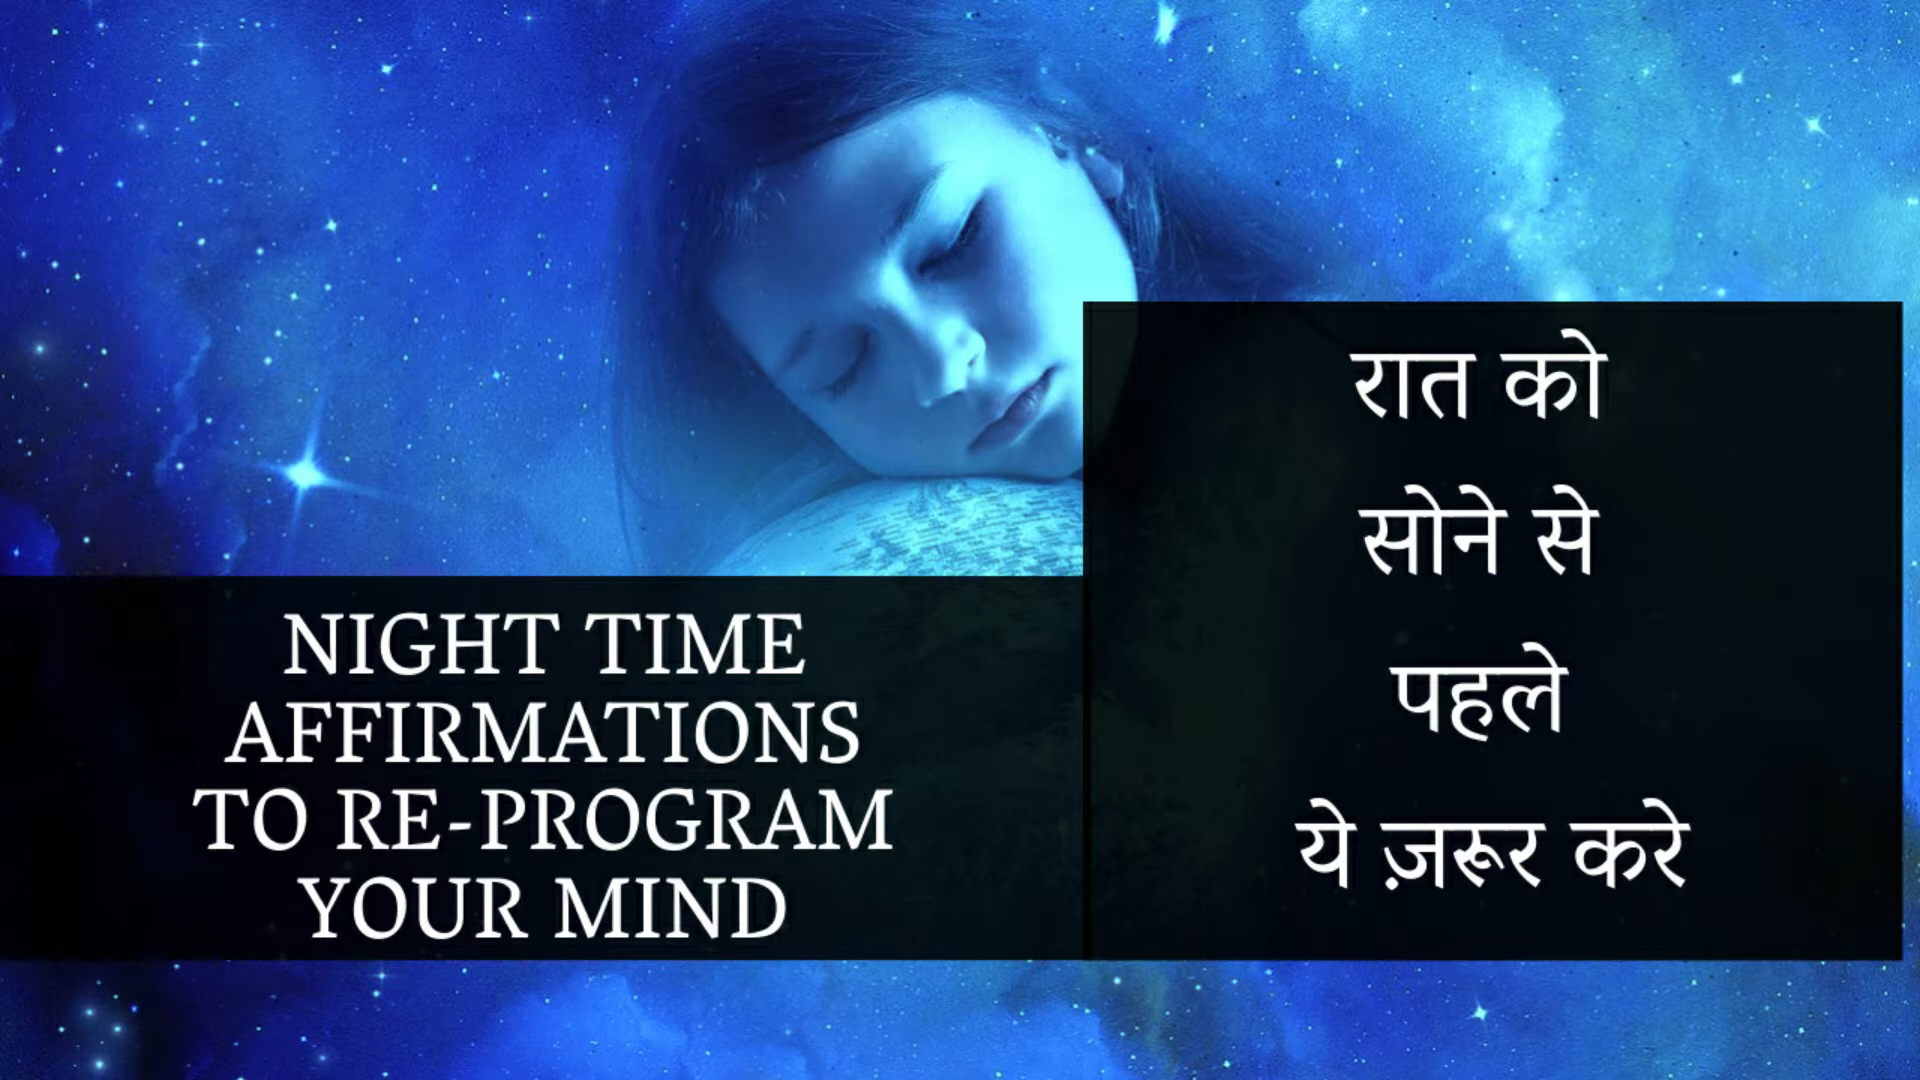 NIGHT TIME
AFFIRMATIONS
TO RE-PROGRAM
YOUR MIND
रात को
सोने से
पहले
ये ज़रूर करे